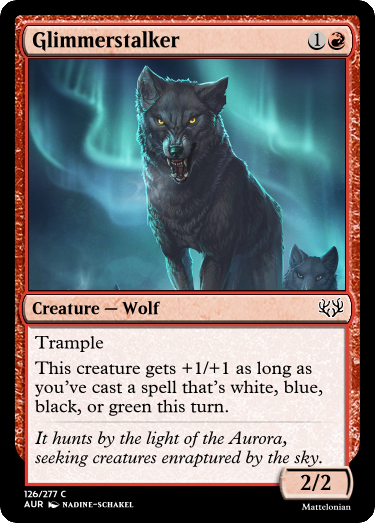 Glimmerstalker 1
Creature — Wolf
Trample
This creature gets +1/+1 as long as
you've cast a spell that's white, blue,
black, or green this turn.
It hunts by the light of the Aurora,
seeking creatures enraptured by the sky.
2/2
126/277 C
AUR NADINE-SCHAKEL
Mattelonian